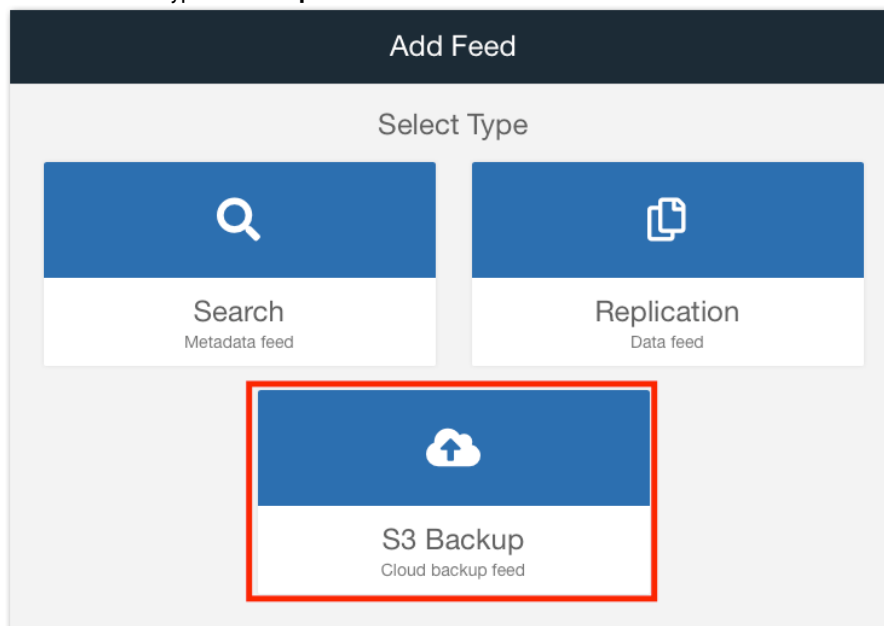 Add Feed
Select Type
Search
Metadata feed
Replication
Data feed
S3 Backup
Cloud backup feed